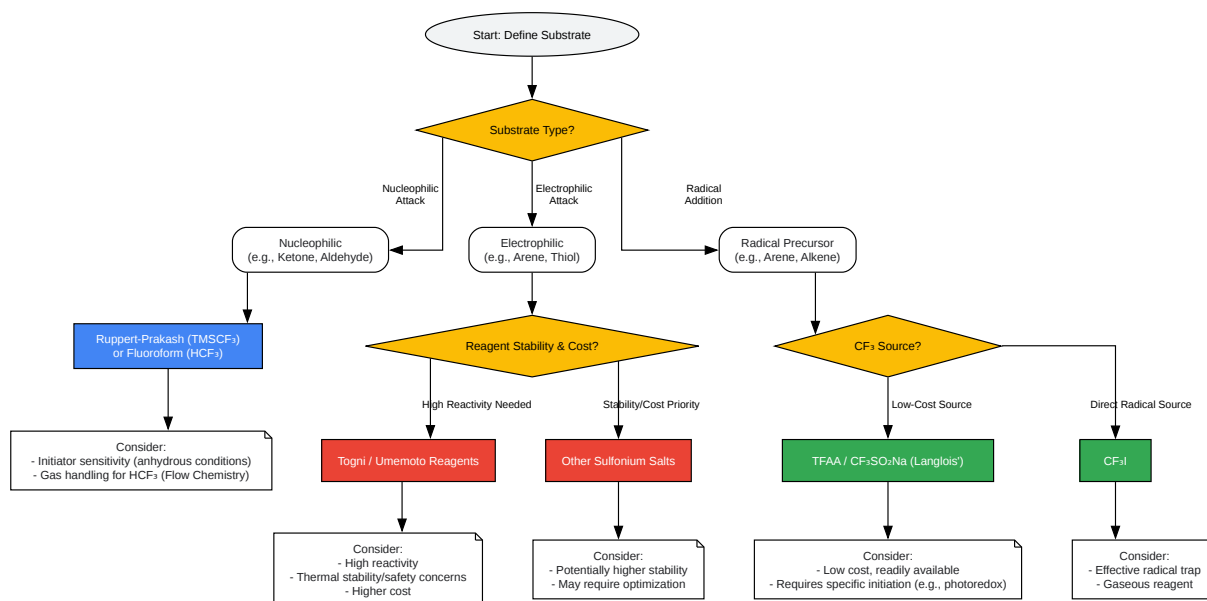 Start: Define Substrate
Substrate Type?
Nucleophilic
Attack
Electrophilic
Attack
Radical
Addition
Nucleophilic
(e.g., Ketone, Aldehyde)
Electrophilic
(e.g., Arene, Thiol)
Radical Precursor
(e.g., Arene, Alkene)
Ruppert-Prakash (TMSCF₃)
or Fluoroform (HCF₃)
Reagent Stability & Cost?
CF₃ Source?
High Reactivity Needed
Stability/Cost Priority
Low-Cost Source
Direct Radical Source
Consider:
- Initiator sensitivity (anhydrous conditions)
- Gas handling for HCF₃ (Flow Chemistry)
Togni / Umemoto Reagents
Other Sulfonium Salts
TFAA / CF₃SO₂Na (Langlois')
CF₃I
Consider:
- High reactivity
- Thermal stability/safety concerns
- Higher cost
Consider:
- Potentially higher stability
- May require optimization
Consider:
- Low cost, readily available
- Requires specific initiation (e.g., photoredox)
Consider:
- Effective radical trap
- Gaseous reagent